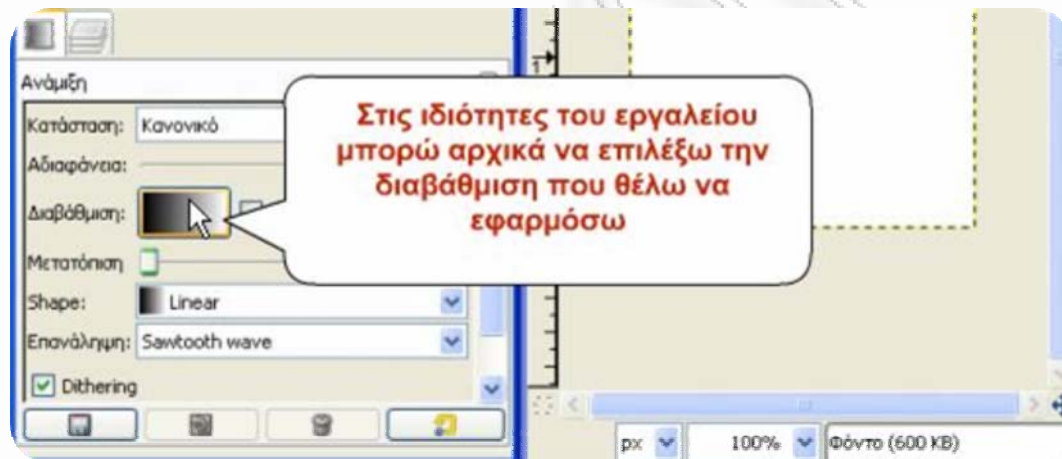 Ανάμιξη
Κατάσταση: Κανονικό
Αδιαφάνεια:
Διαβάθμιση:
Μετατόπιση
Shape: Linear
Επανάληψη: Sawtooth wave
Dithering
Στις ιδιότητες του εργαλείου
μπορώ αρχικά να επιλέξω την
διαβάθμιση που θέλω να
εφαρμόσω
px 100% Φόντο (600 KB)